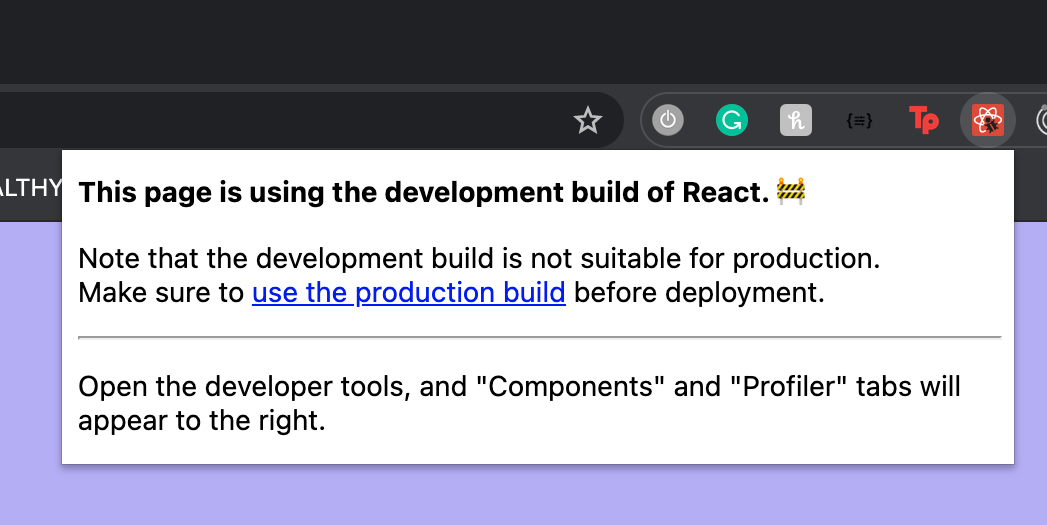 Tp
ALTHY
This page is using the development build of React. 🚧
Note that the development build is not suitable for production.
Make sure to use the production build before deployment.
Open the developer tools, and "Components" and "Profiler" tabs will
appear to the right.